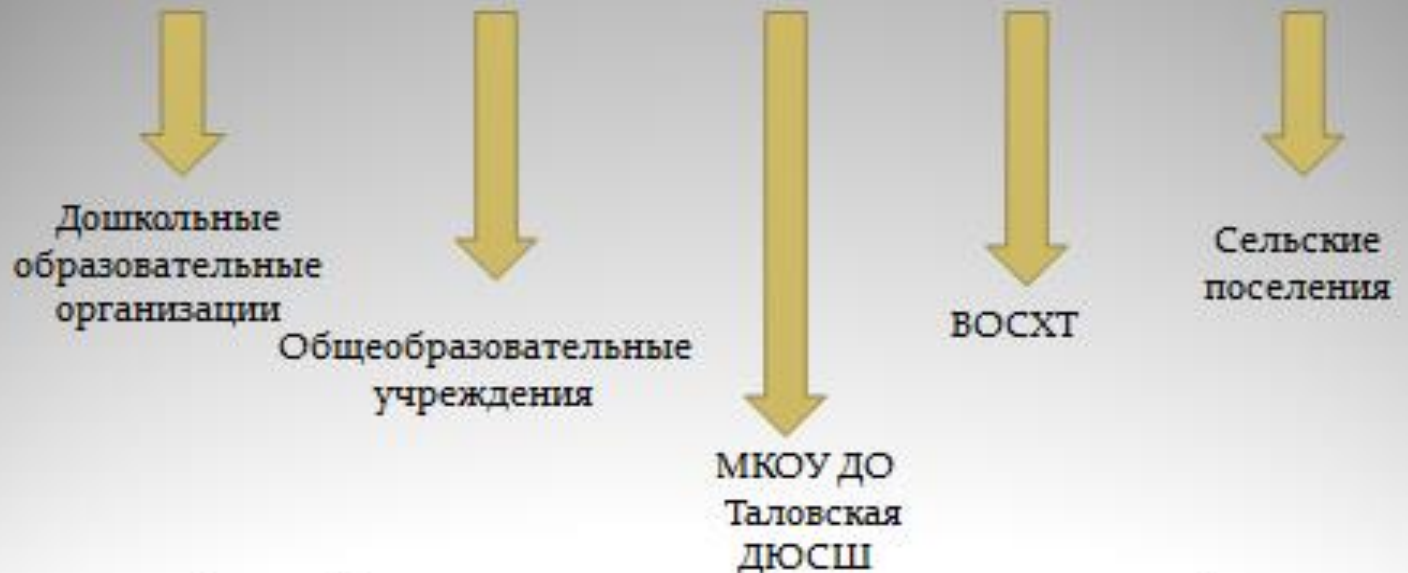 Дошкольные
образовательные
организации
Общеобразовательные
учреждения
МКОУ ДО
Таловская
ДЮСШ
ВОСХТ
Сельские
поселения